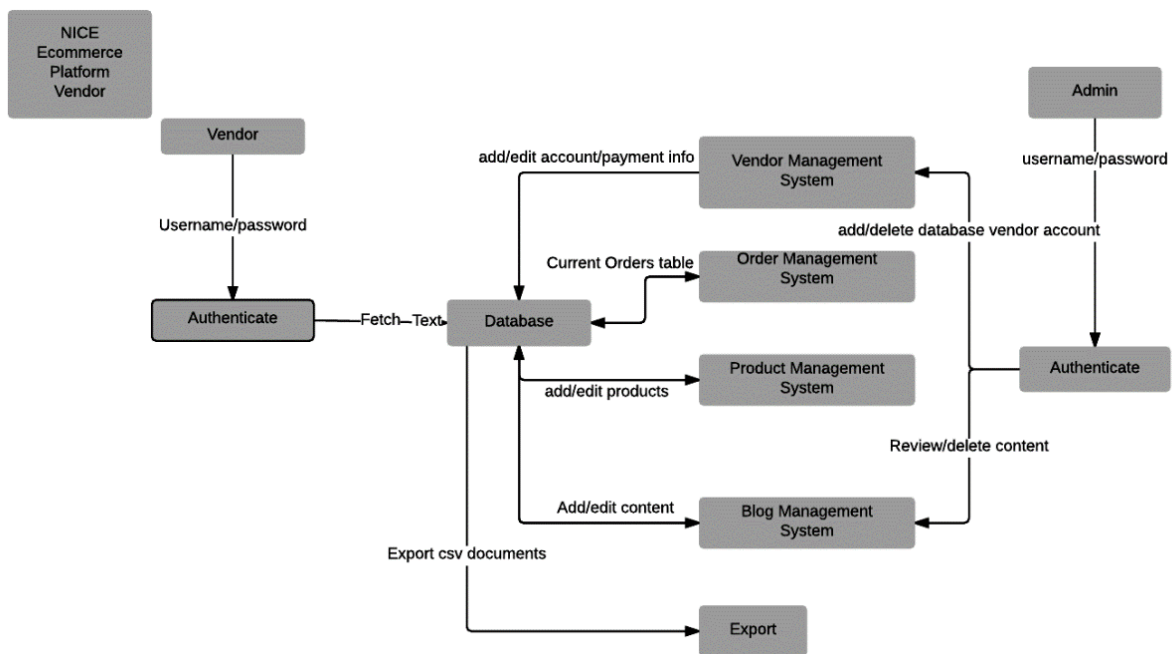 NICE
Ecommerce
Platform
Vendor
Vendor
Admin
add/edit account/payment info
Vendor Management
System
username/password
Username/password
add/delete database vendor account
Current Orders table
Order Management
System
Authenticate
Fetch
Text
Database
add/edit products
Product Management
System
Authenticate
Review/delete content
Add/edit content
Blog Management
System
Export csv documents
Export